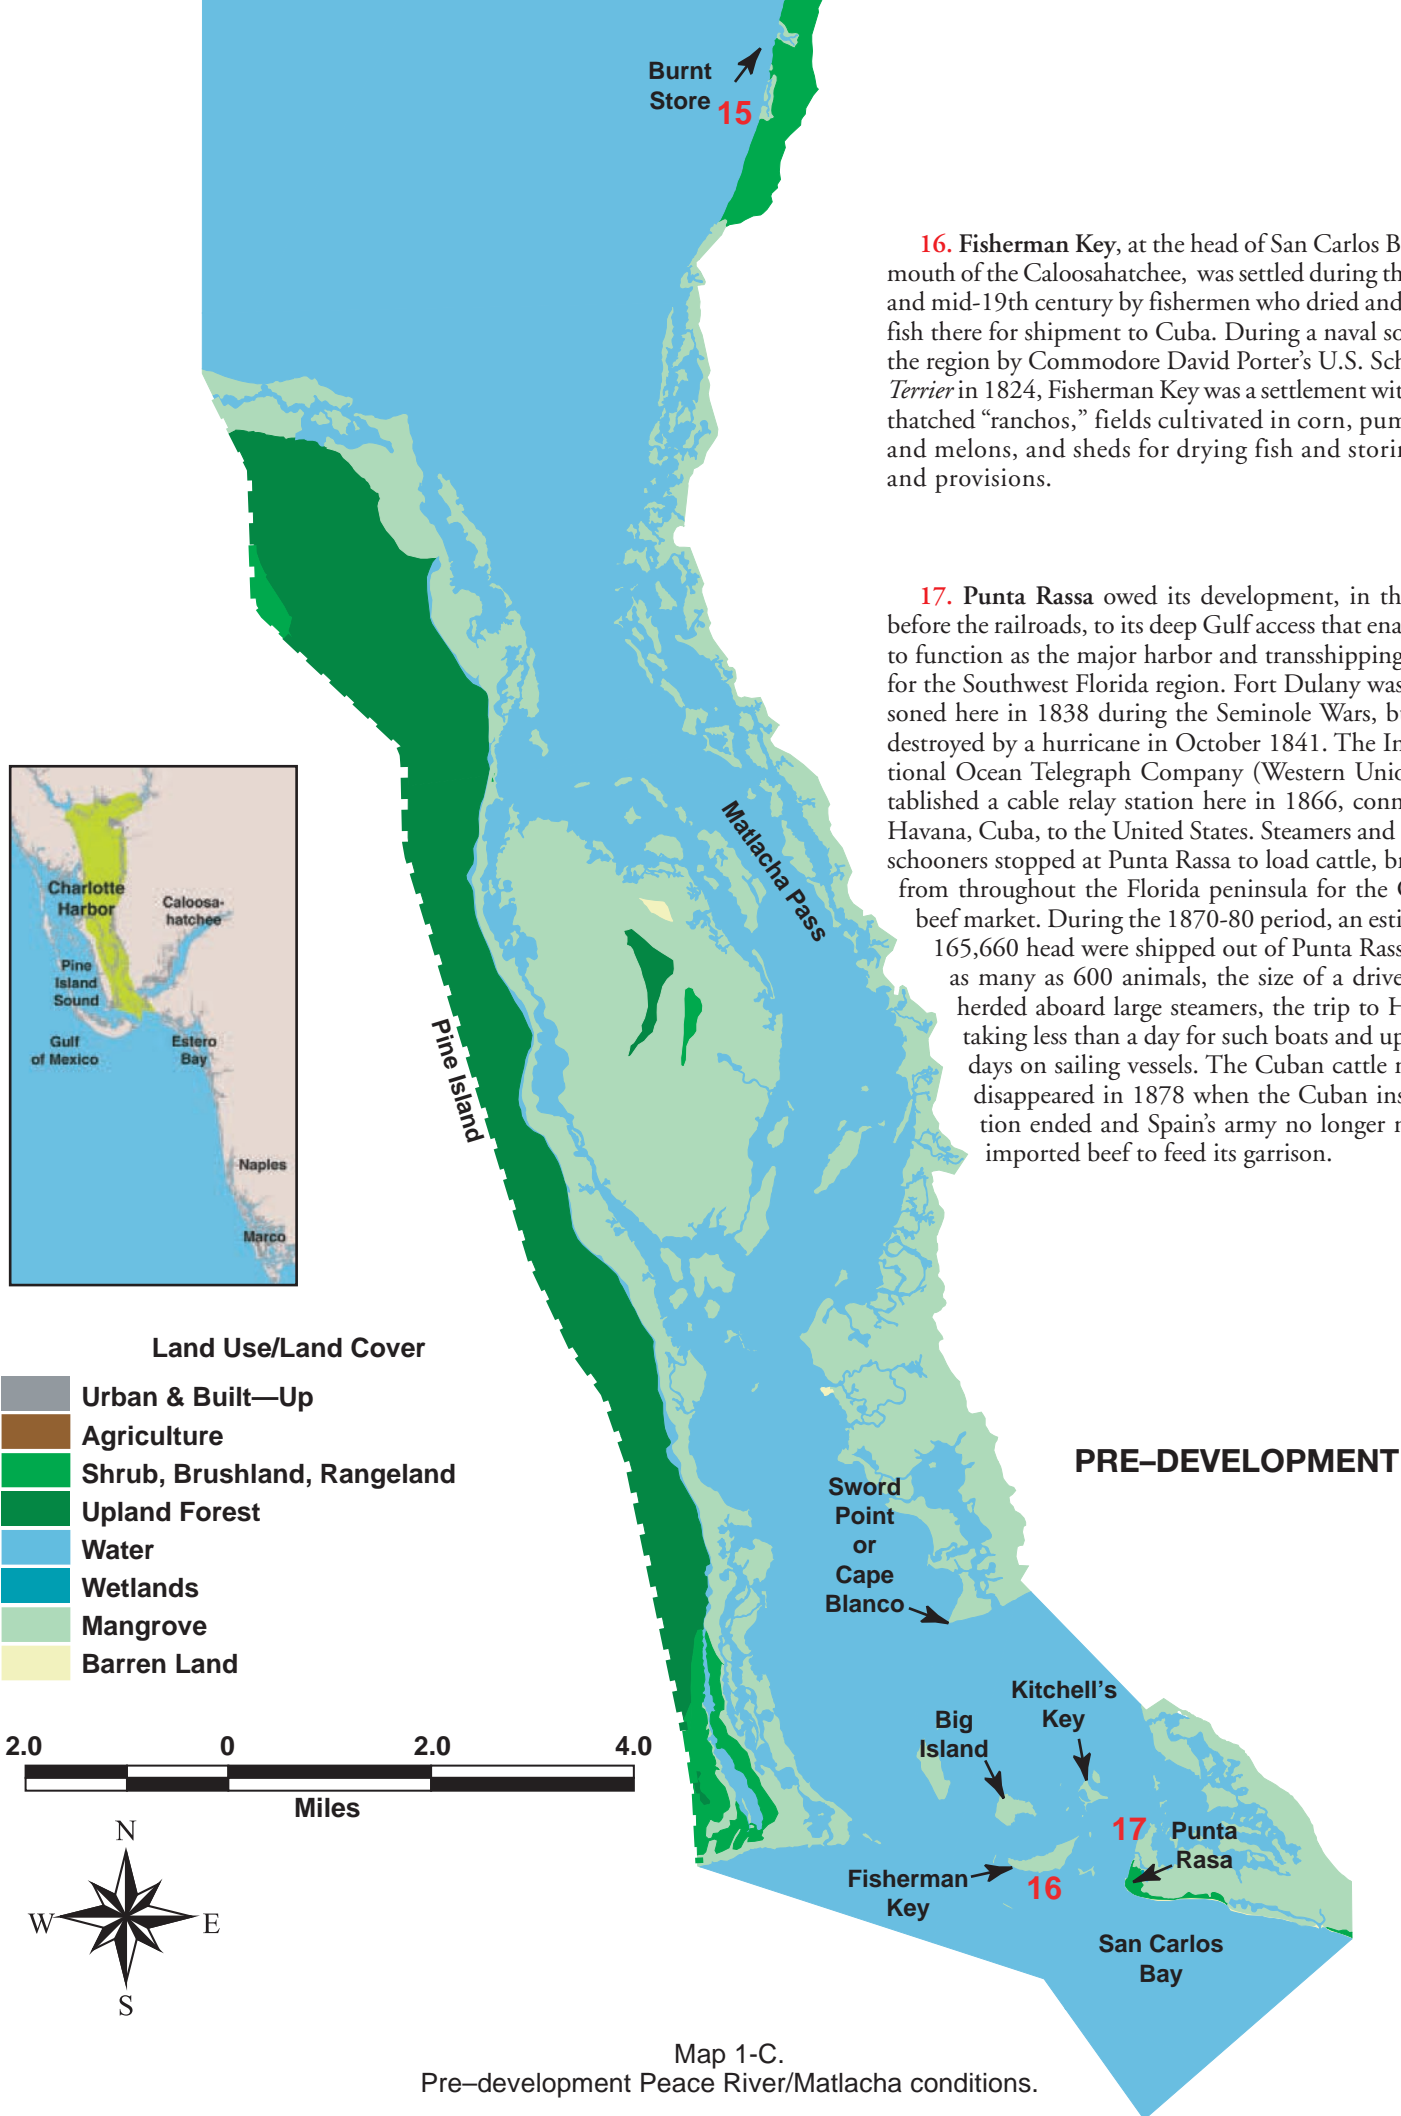 Burnt
Store
15
16. Fisherman Key, at the head of San Carlos B
mouth of the Caloosahatchee, was settled during th
and mid-19th century by fishermen who dried and
fish there for shipment to Cuba. During a naval so
the region by Commodore David Porter's U.S. Sch
Terrier in 1824, Fisherman Key was a settlement wit
thatched “ranchos,” fields cultivated in corn, pum
and melons, and sheds for drying fish and storin
and provisions.
17. Punta Rassa owed its development, in th
before the railroads, to its deep Gulf access that ena
to function as the major harbor and transshipping
for the Southwest Florida region. Fort Dulany was
soned here in 1838 during the Seminole Wars, bu
destroyed by a hurricane in October 1841. The In
tional Ocean Telegraph Company (Western Unio
tablished a cable relay station here in 1866, conn
Havana, Cuba, to the United States. Steamers and
schooners stopped at Punta Rassa to load cattle, br
from throughout the Florida peninsula for the C
beef market. During the 1870-80 period, an esti
165,660 head were shipped out of Punta Rass
as many as 600 animals, the size of a drive
herded aboard large steamers, the trip to H
taking less than a day for such boats and up
days on sailing vessels. The Cuban cattle m
disappeared in 1878 when the Cuban ins
tion ended and Spain's army no longer n
imported beef to feed its garrison.
Matlacha Pass
Pine Island
Charlotte
Harbor
Caloosa-
hatchee
Pine
Island
Sound
Gulf
of Mexico
Estero
Bay
Naples
Marco
Land Use/Land Cover
Urban & Built—Up
Agriculture
Shrub, Brushland, Rangeland
Upland Forest
Water
Wetlands
Mangrove
Barren Land
PRE–DEVELOPMENT
Sword
Point
or
Cape
Blanco
Kitchell's
Key
Big
Island
17
Punta
Rasa
Fisherman
Key
16
San Carlos
Bay
2.0 0 2.0 4.0
Miles
N
W E
S
Map 1-C.
Pre–development Peace River/Matlacha conditions.